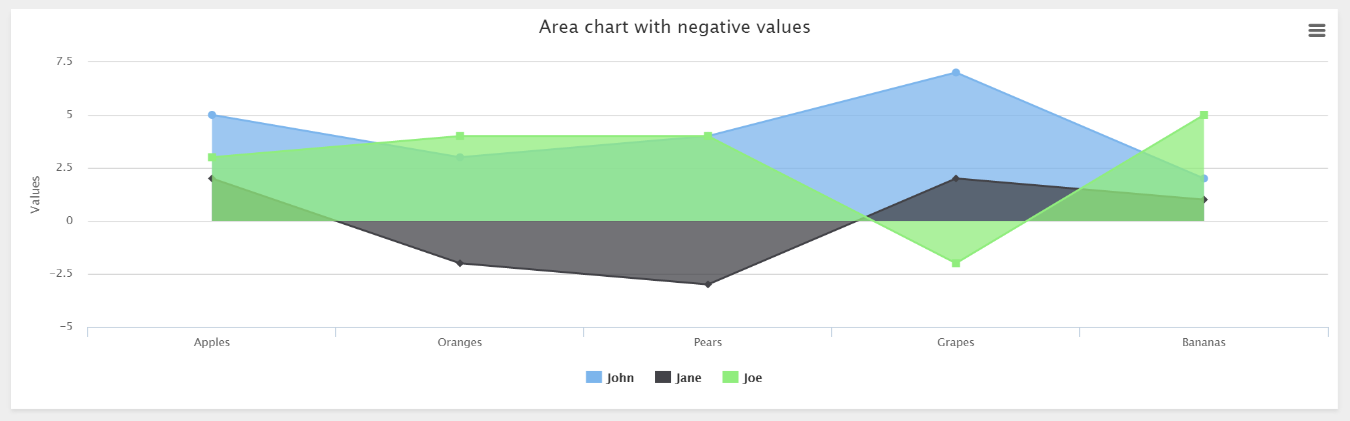 Area chart with negative values
Values
7.5
5
2.5
0
−2.5
−5
Apples Oranges Pears Grapes Bananas
John Jane Joe